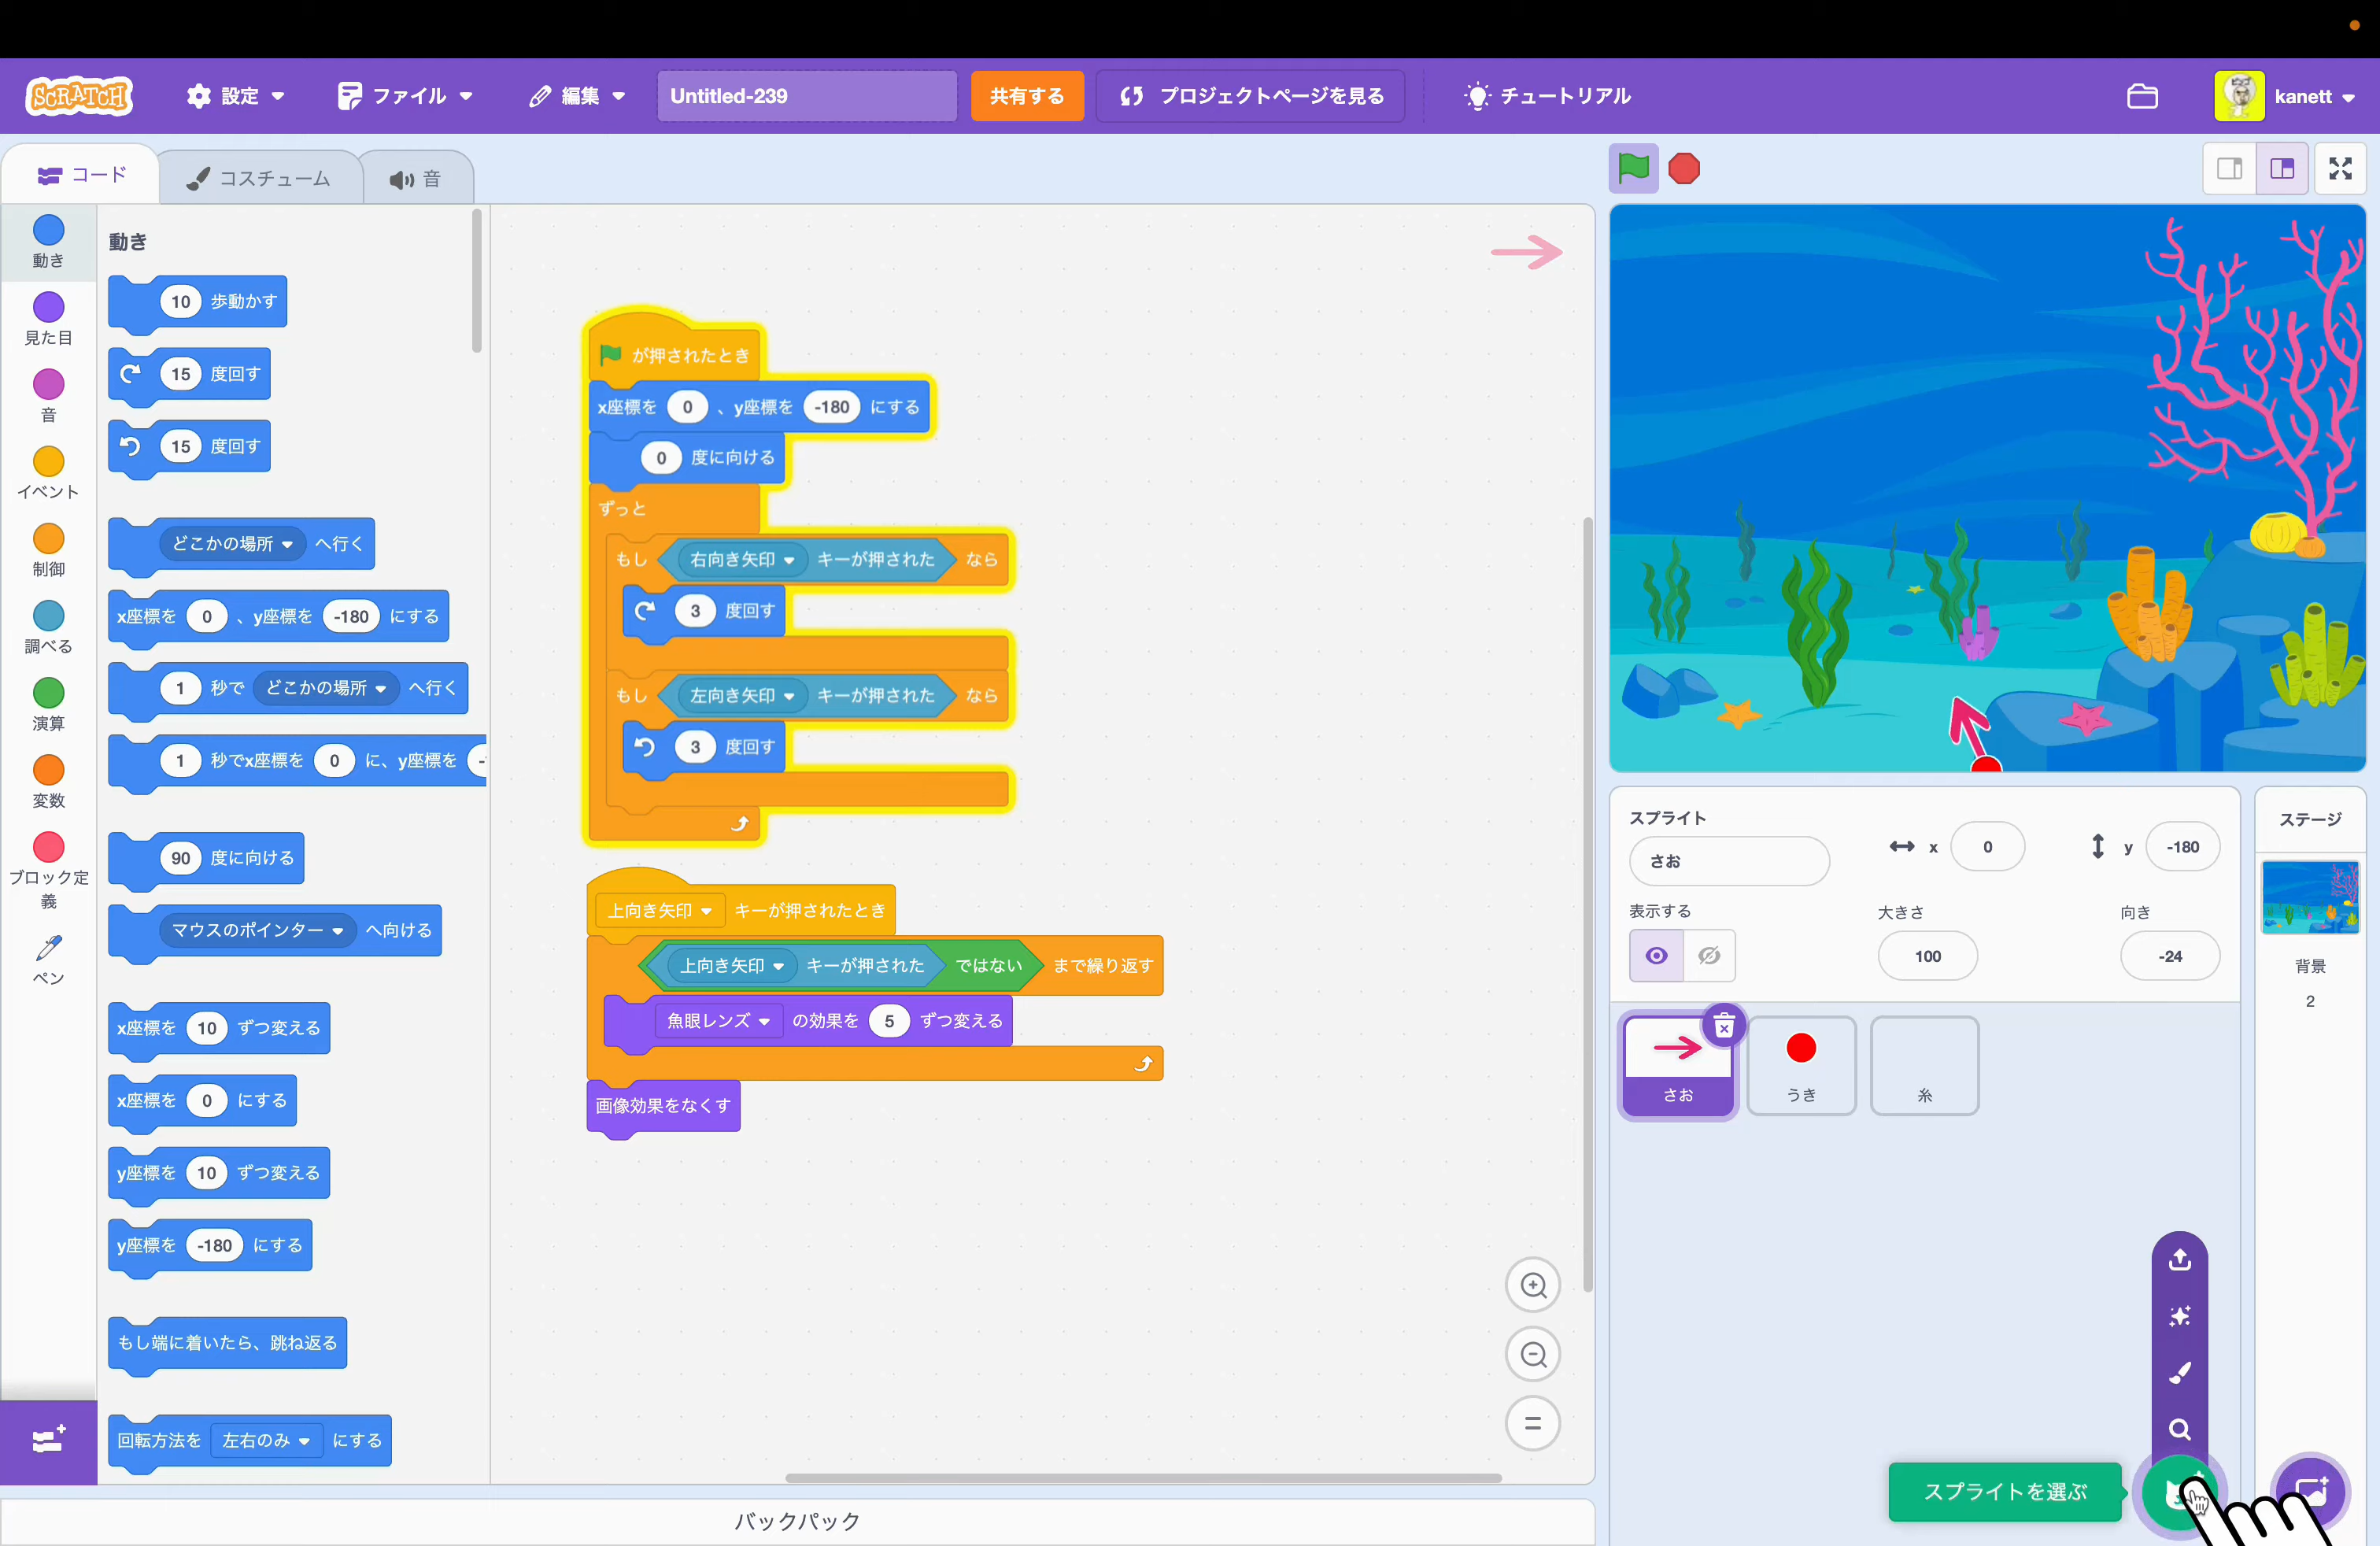 SCRATCH
設定
ファイル
編集
Untitled-239
共有する
プロジェクトページを見る
チュートリアル
kanett
コード
コスチューム
音
動き
見た目
音
イベント
制御
調べる
演算
変数
ブロック定
義
ペン
動き
10 歩動かす
15 度回す
15 度回す
どこかの場所 へ行く
x座標を 0 、y座標を -180 にする
1 秒で どこかの場所 へ行く
1 秒でx座標を 0 に、y座標を
90 度に向ける
マウスのポインター へ向ける
x座標を 10 ずつ変える
x座標を 0 にする
y座標を 10 ずつ変える
y座標を -180 にする
もし端に着いたら、跳ね返る
回転方法を 左右のみ にする
が押されたとき
x座標を 0 、y座標を -180 にする
0 度に向ける
ずっと
もし 右向き矢印 キーが押された なら
3 度回す
もし 左向き矢印 キーが押された なら
3 度回す
上向き矢印 キーが押されたとき
上向き矢印 キーが押された ではない まで繰り返す
魚眼レンズ の効果を 5 ずつ変える
画像効果をなくす
バックパック
スプライト
さお
x 0
y -180
表示する
大きさ
100
向き
-24
さお
うき
糸
スプライトを選ぶ
ステージ
背景
2